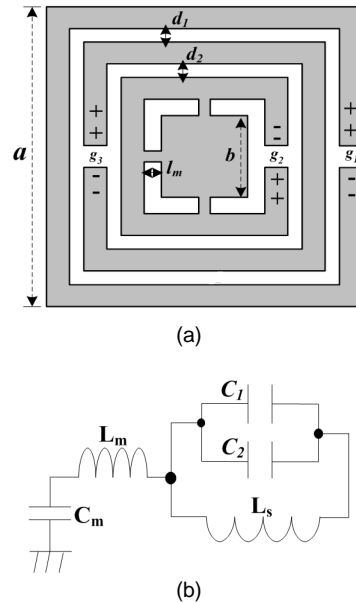 d1
d2
a
+ +
+ +
g3
- -
- -
lm
b
- -
+ +
g2
+ +
g1
- -
(a)
C1
Lm
C2
Cm
Ls
(b)